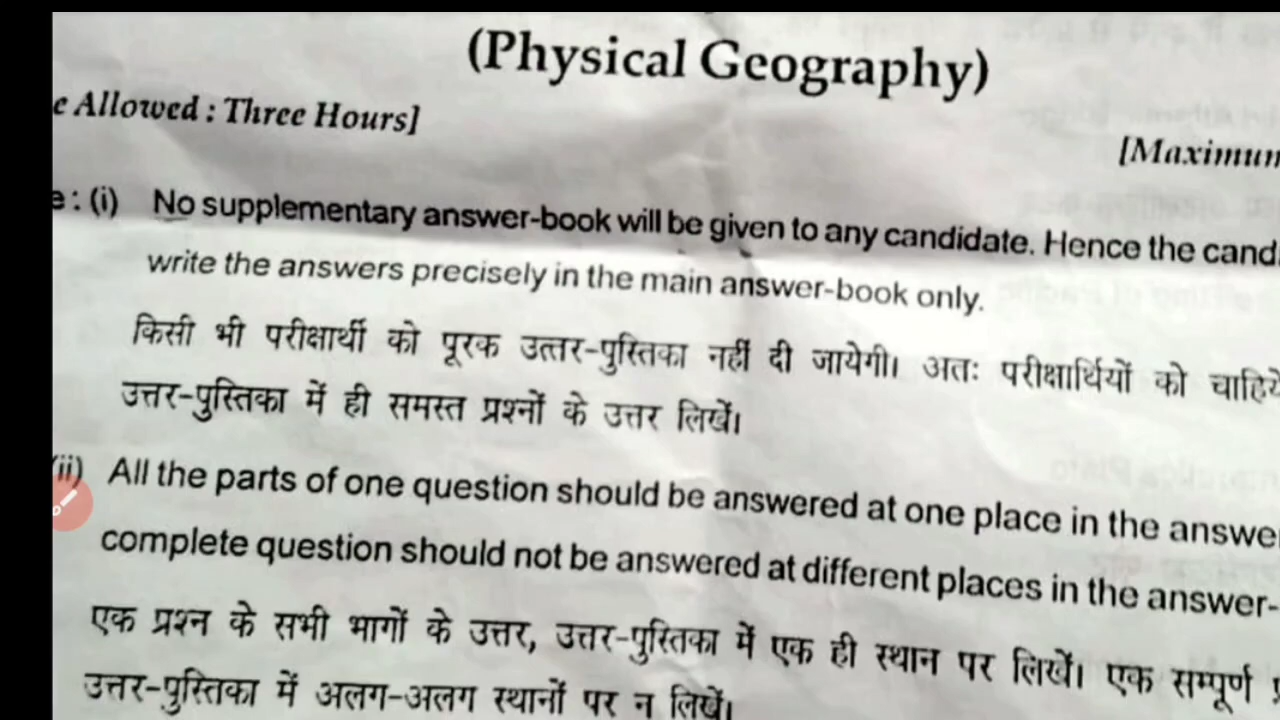 (Physical Geography)
e Allowed : Three Hours]
[Maximum
e : (i) No supplementary answer-book will be given to any candidate. Hence the cand
write the answers precisely in the main answer-book only.
किसी भी परीक्षार्थी को पूरक उत्तर-पुस्तिका नहीं दी जायेगी। अतः परीक्षार्थियों को चाहिये
उत्तर-पुस्तिका में ही समस्त प्रश्नों के उत्तर लिखें।
(ii) All the parts of one question should be answered at one place in the answe
complete question should not be answered at different places in the answer-
एक प्रश्न के सभी भागों के उत्तर, उत्तर-पुस्तिका में एक ही स्थान पर लिखें। एक सम्पूर्ण
उत्तर-पुस्तिका में अलग-अलग स्थानों पर न लिखें।